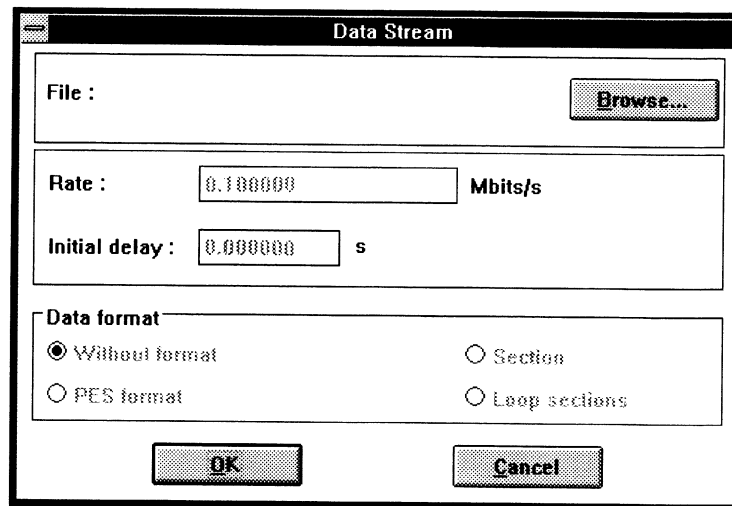 Data Stream
File :
Browse...
Rate : 0.100000 Mbits/s
Initial delay : 0.000000 s
Data format
Without format
Section
PES format
Loop sections
OK
Cancel